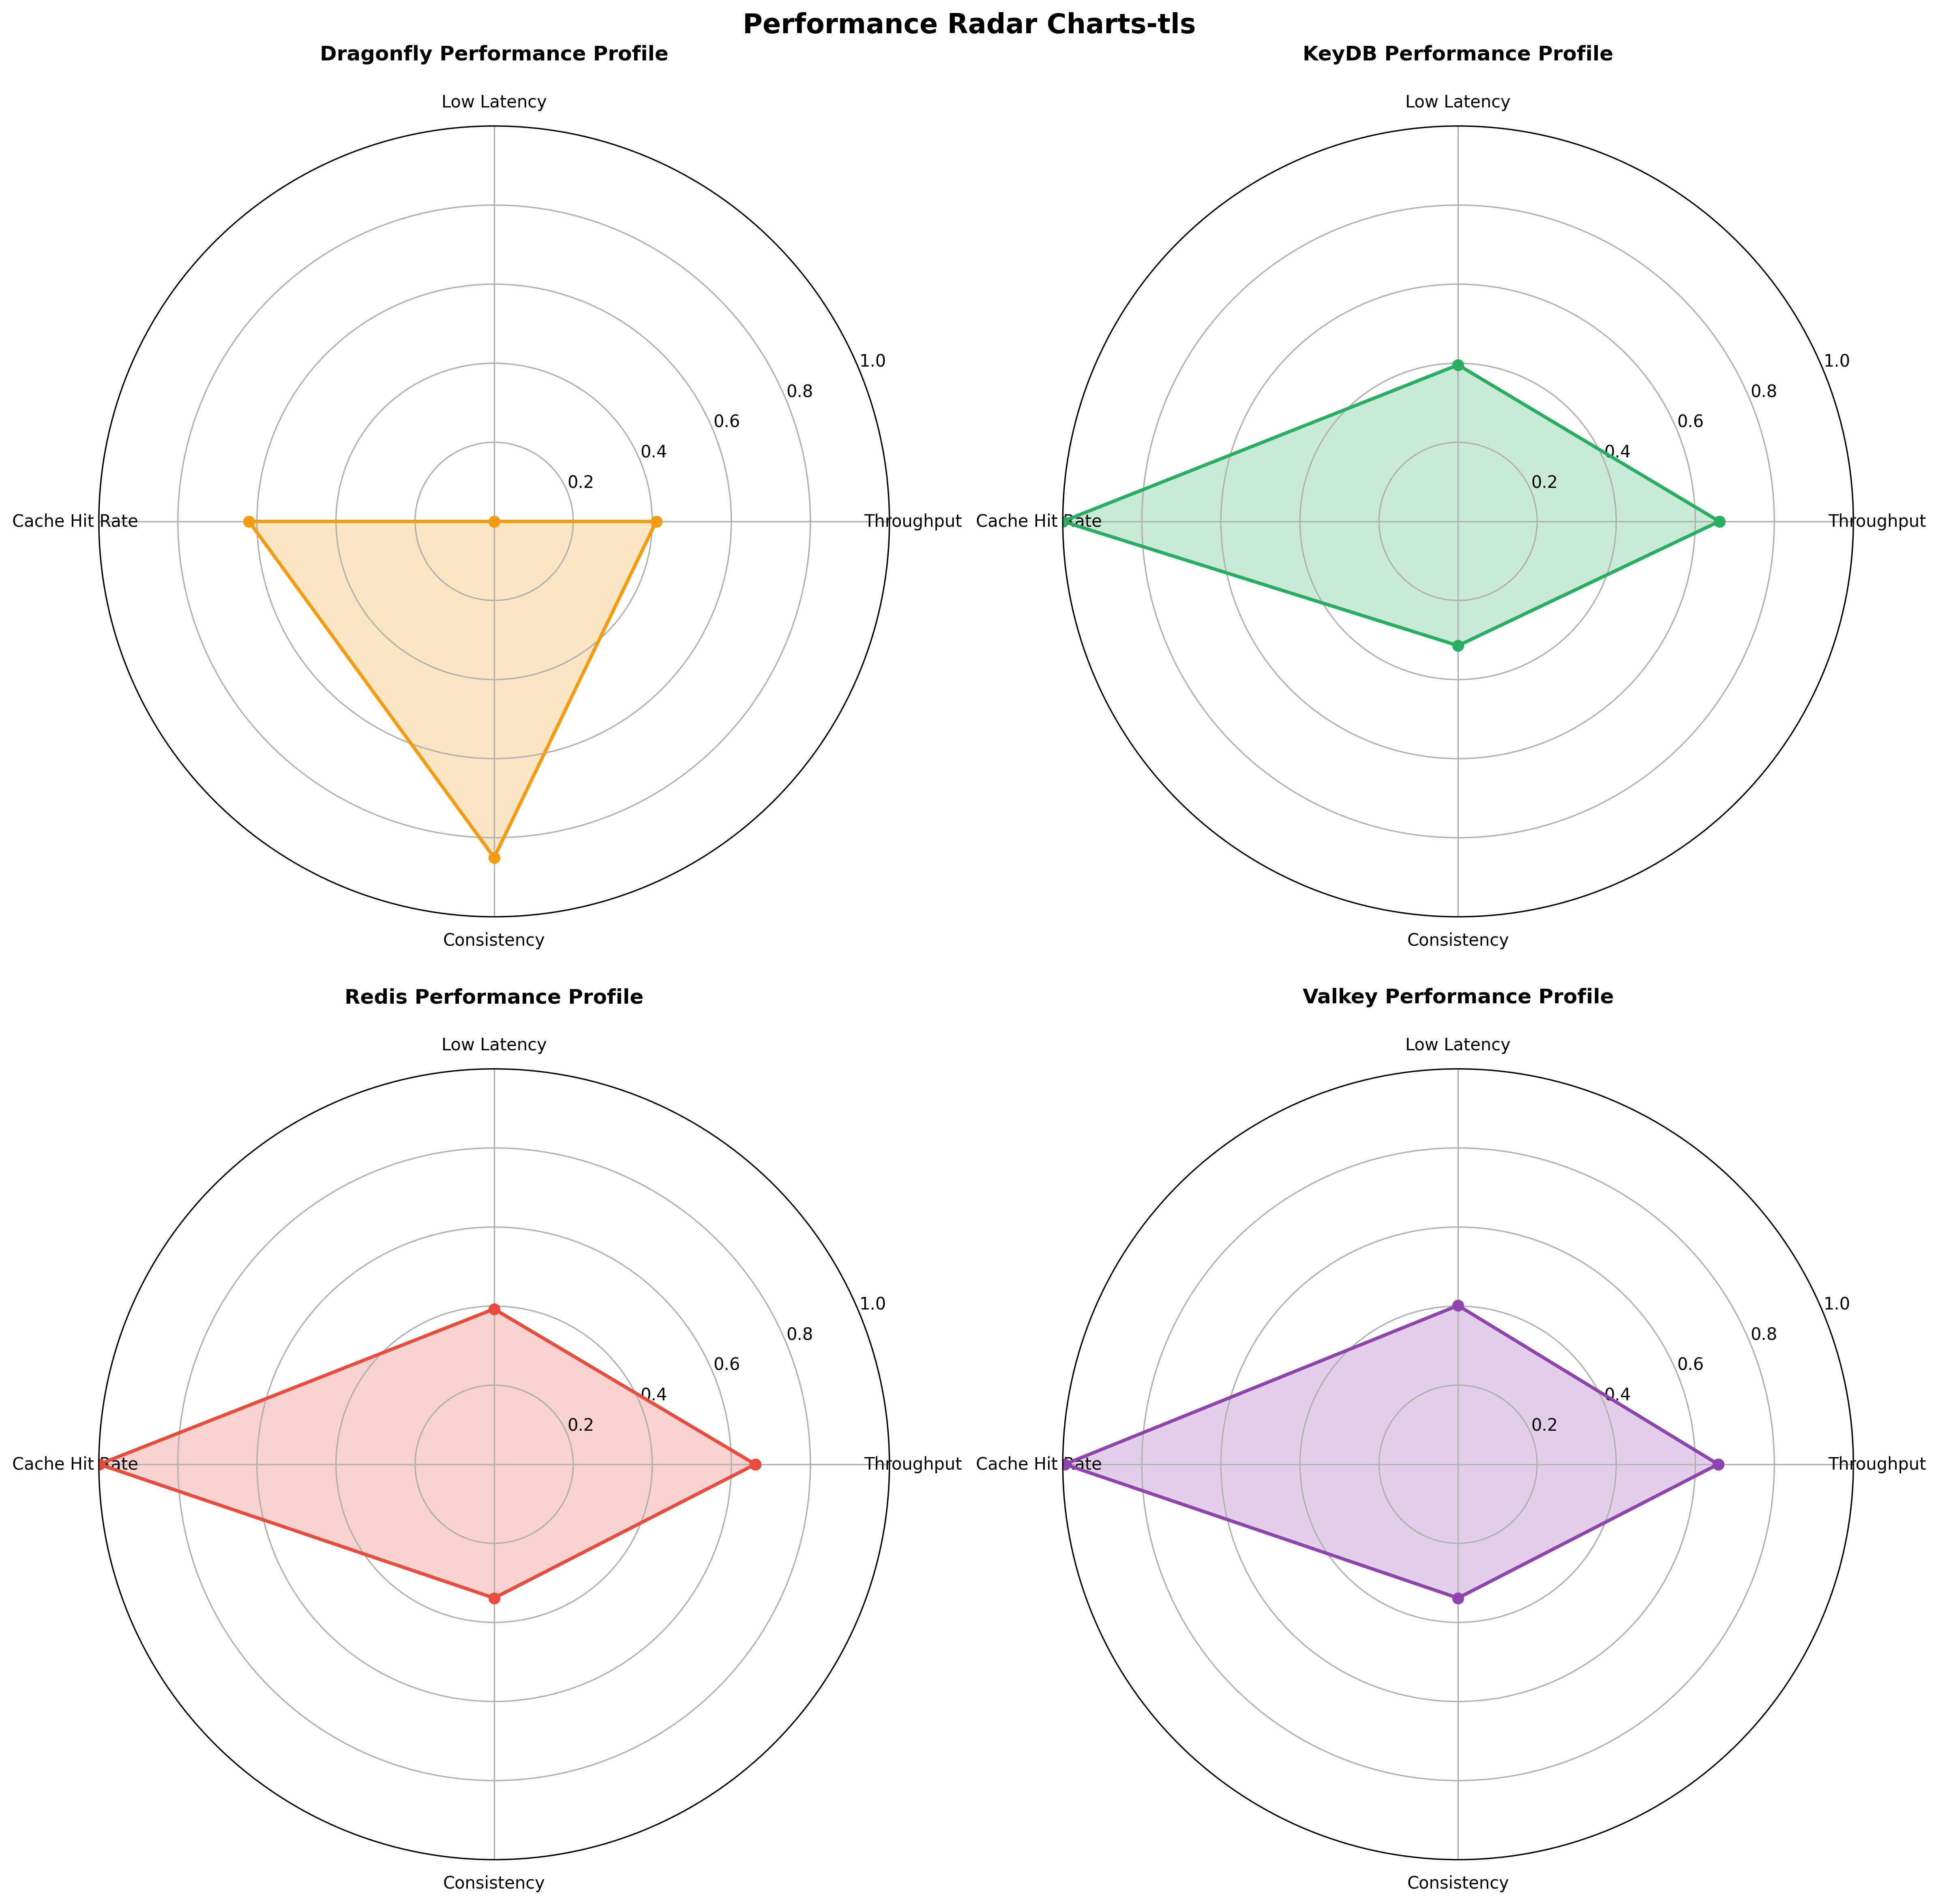 Performance Radar Charts-tls
Dragonfly Performance Profile
Low Latency
1.0
0.8
0.6
0.4
0.2
Cache Hit Rate
Throughput
Consistency
KeyDB Performance Profile
Low Latency
1.0
0.8
0.6
0.4
0.2
Cache Hit Rate
Throughput
Consistency
Redis Performance Profile
Low Latency
1.0
0.8
0.6
0.4
0.2
Cache Hit Rate
Throughput
Consistency
Valkey Performance Profile
Low Latency
1.0
0.8
0.6
0.4
0.2
Cache Hit Rate
Throughput
Consistency